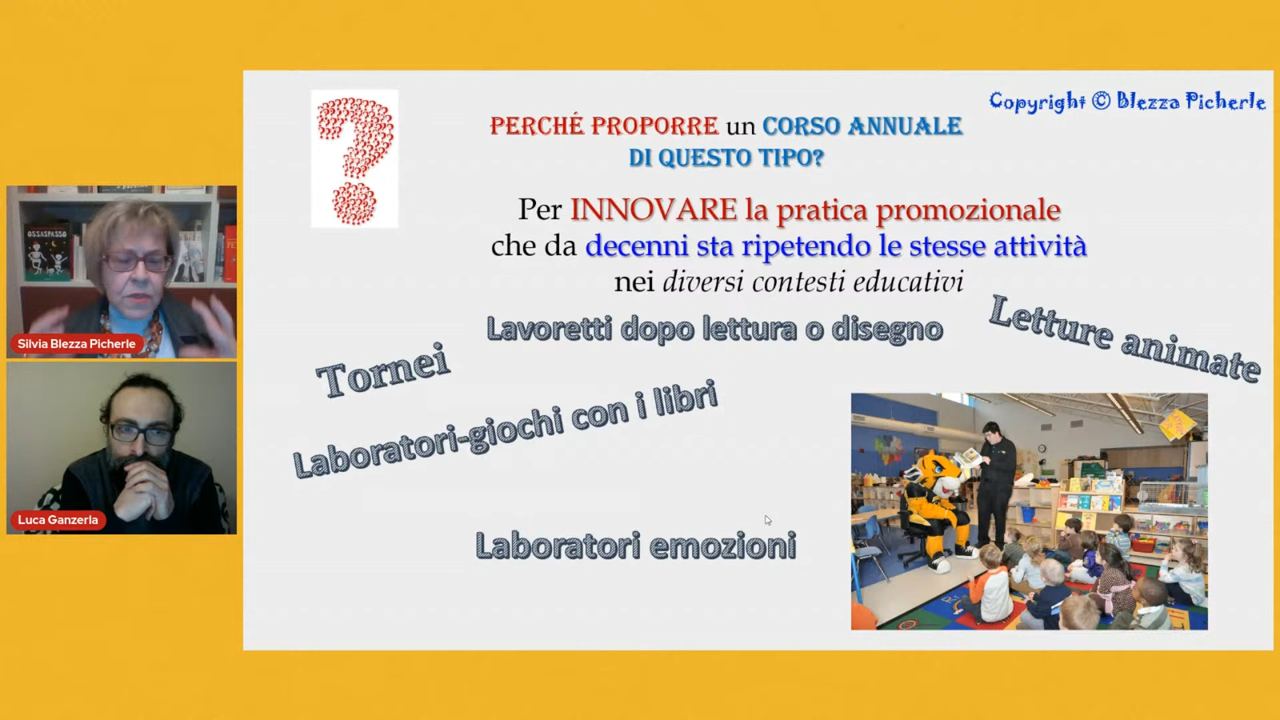 Copyright © Blezza Picherle
PERCHÉ PROPORRE un CORSO ANNUALE
DI QUESTO TIPO?
Per INNOVARE la pratica promozionale
che da decenni sta ripetendo le stesse attività
nei diversi contesti educativi
Lavoretti dopo lettura o disegno
Letture animate
Tornei
Laboratori-giochi con i libri
Laboratori emozioni
OSSASPASSO
Silvia Blezza Picherle
Luca Ganzerla